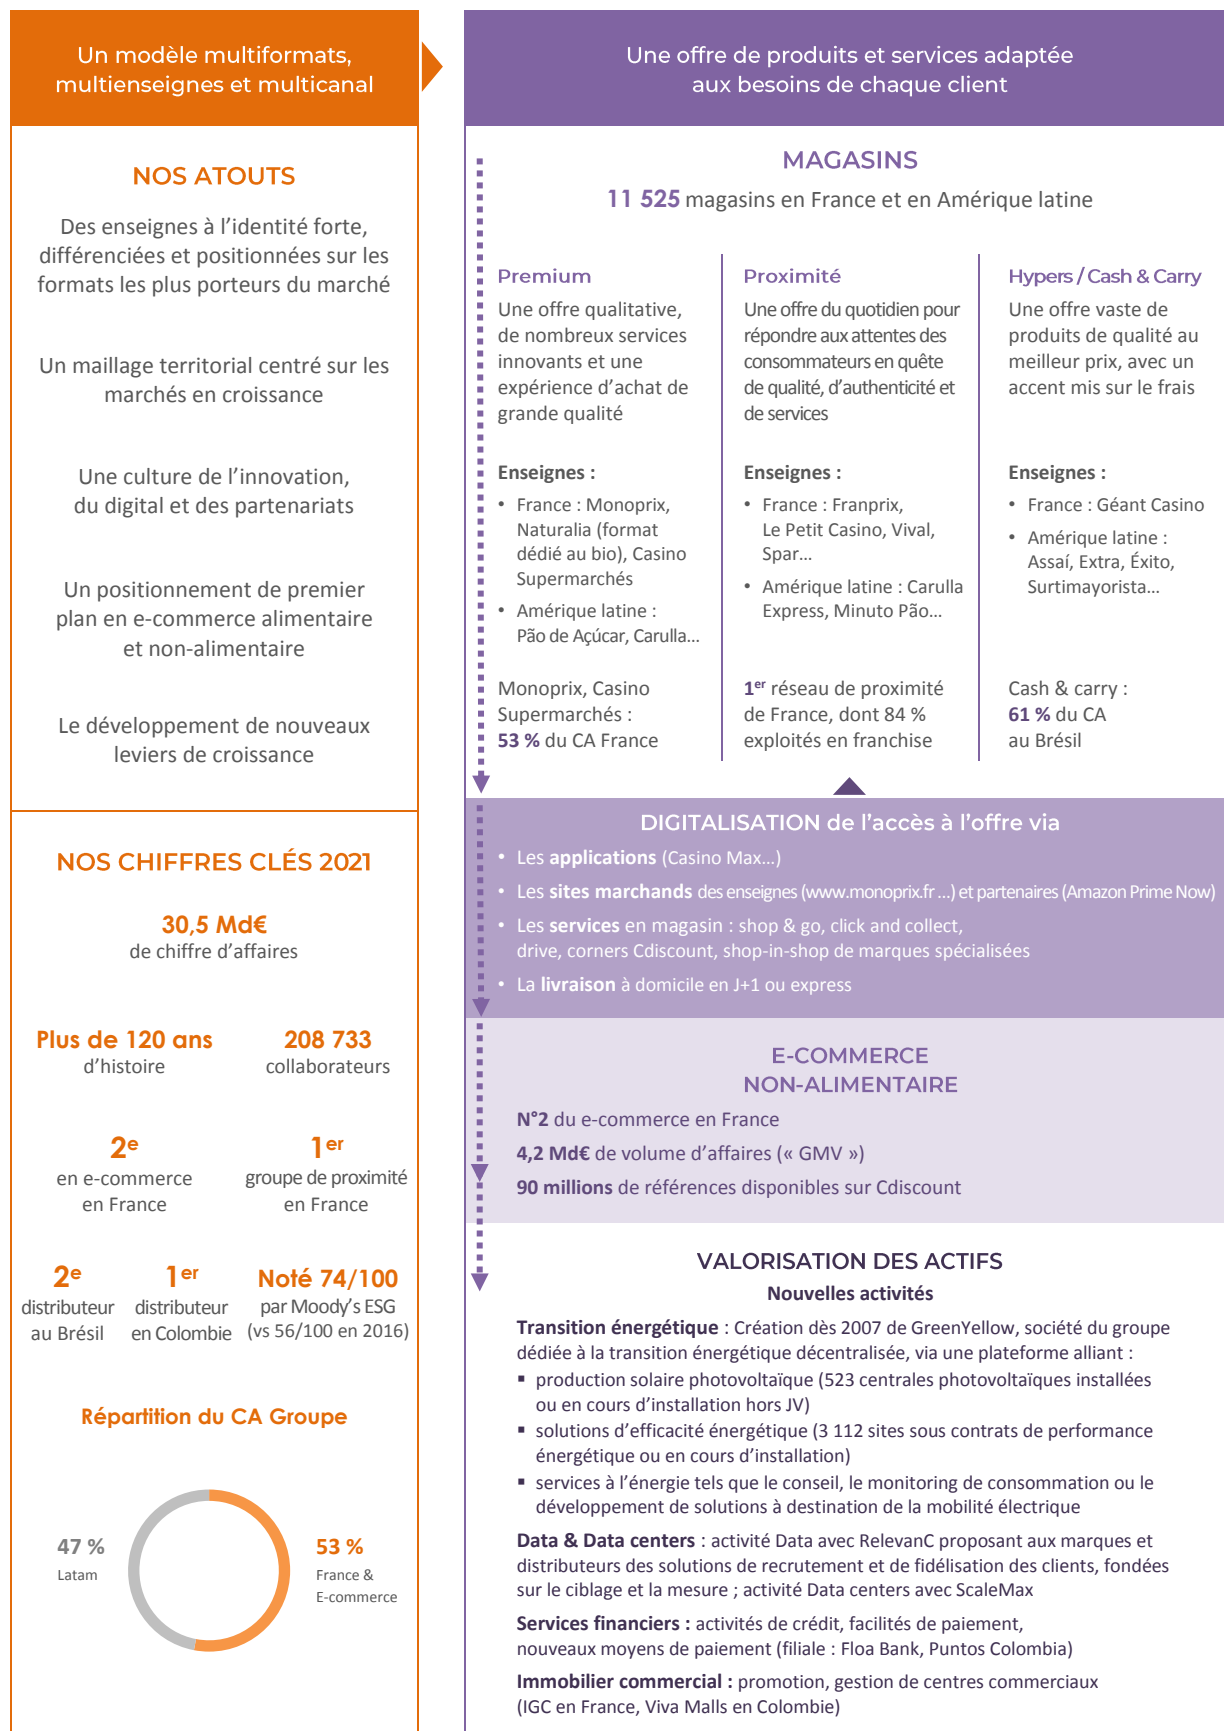 Un modèle multiformats,
multienseignes et multicanal
NOS ATOUTS
Des enseignes à l'identité forte,
différenciées et positionnées sur les
formats les plus porteurs du marché
Un maillage territorial centré sur les
marchés en croissance
Une culture de l'innovation,
du digital et des partenariats
Un positionnement de premier
plan en e-commerce alimentaire
et non-alimentaire
Le développement de nouveaux
leviers de croissance
NOS CHIFFRES CLÉS 2021
30,5 Md€
de chiffre d'affaires
Plus de 120 ans
d'histoire
208 733
collaborateurs
2e
en e-commerce
en France
1er
groupe de proximité
en France
2e
distributeur
au Brésil
1er
distributeur
en Colombie
Noté 74/100
par Moody's ESG
(vs 56/100 en 2016)
Répartition du CA Groupe
47 %
Latam
53 %
France &
E-commerce
Une offre de produits et services adaptée
aux besoins de chaque client
MAGASINS
11 525 magasins en France et en Amérique latine
Premium
Une offre qualitative,
de nombreux services
innovants et une
expérience d'achat de
grande qualité
Enseignes :
• France : Monoprix,
Naturalia (format
dédié au bio), Casino
Supermarchés
• Amérique latine :
Pão de Açúcar, Carulla...
Monoprix, Casino
Supermarchés :
53 % du CA France
Proximité
Une offre du quotidien pour
répondre aux attentes des
consommateurs en quête
de qualité, d'authenticité et
de services
Enseignes :
• France : Franprix,
Le Petit Casino, Vival,
Spar...
• Amérique latine : Carulla
Express, Minuto Pão...
1er réseau de proximité
de France, dont 84 %
exploités en franchise
Hypers / Cash & Carry
Une offre vaste de
produits de qualité au
meilleur prix, avec un
accent mis sur le frais
Enseignes :
• France : Géant Casino
• Amérique latine :
Assaí, Extra, Éxito,
Surtimayorista...
Cash & carry :
61 % du CA
au Brésil
DIGITALISATION de l'accès à l'offre via
• Les applications (Casino Max...)
• Les sites marchands des enseignes (www.monoprix.fr ...) et partenaires (Amazon Prime Now)
• Les services en magasin : shop & go, click and collect,
drive, corners Cdiscount, shop-in-shop de marques spécialisées
• La livraison à domicile en J+1 ou express
E-COMMERCE
NON-ALIMENTAIRE
N°2 du e-commerce en France
4,2 Md€ de volume d'affaires (« GMV »)
90 millions de références disponibles sur Cdiscount
VALORISATION DES ACTIFS
Nouvelles activités
Transition énergétique : Création dès 2007 de GreenYellow, société du groupe
dédiée à la transition énergétique décentralisée, via une plateforme alliant :
▪ production solaire photovoltaïque (523 centrales photovoltaïques installées
ou en cours d'installation hors JV)
▪ solutions d'efficacité énergétique (3 112 sites sous contrats de performance
énergétique ou en cours d'installation)
▪ services à l'énergie tels que le conseil, le monitoring de consommation ou le
développement de solutions à destination de la mobilité électrique
Data & Data centers : activité Data avec RelevanC proposant aux marques et
distributeurs des solutions de recrutement et de fidélisation des clients, fondées
sur le ciblage et la mesure ; activité Data centers avec ScaleMax
Services financiers : activités de crédit, facilités de paiement,
nouveaux moyens de paiement (filiale : Floa Bank, Puntos Colombia)
Immobilier commercial : promotion, gestion de centres commerciaux
(IGC en France, Viva Malls en Colombie)